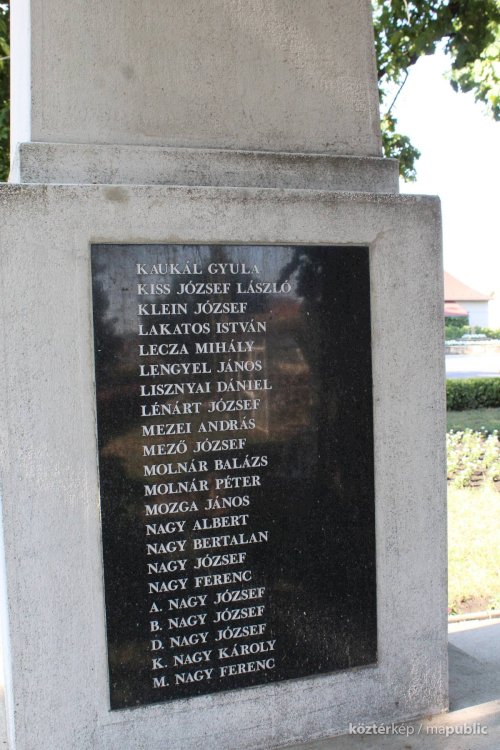 KAUKÁL GYULA
KISS JÓZSEF LÁSZLÓ
KLEIN JÓZSEF
LAKATOS ISTVÁN
LECZA MIHÁLY
LENGYEL JÁNOS
LISZNYAI DÁNIEL
LÉNÁRT JÓZSEF
MEZEI ANDRÁS
MEZŐ JÓZSEF
MOLNÁR BALÁZS
MOLNÁR PÉTER
MOZGA JÁNOS
NAGY ALBERT
NAGY BERTALAN
NAGY JÓZSEF
NAGY FERENC
A. NAGY JÓZSEF
B. NAGY JÓZSEF
D. NAGY JÓZSEF
K. NAGY KÁROLY
M. NAGY FERENC
köztérkép / mapublic